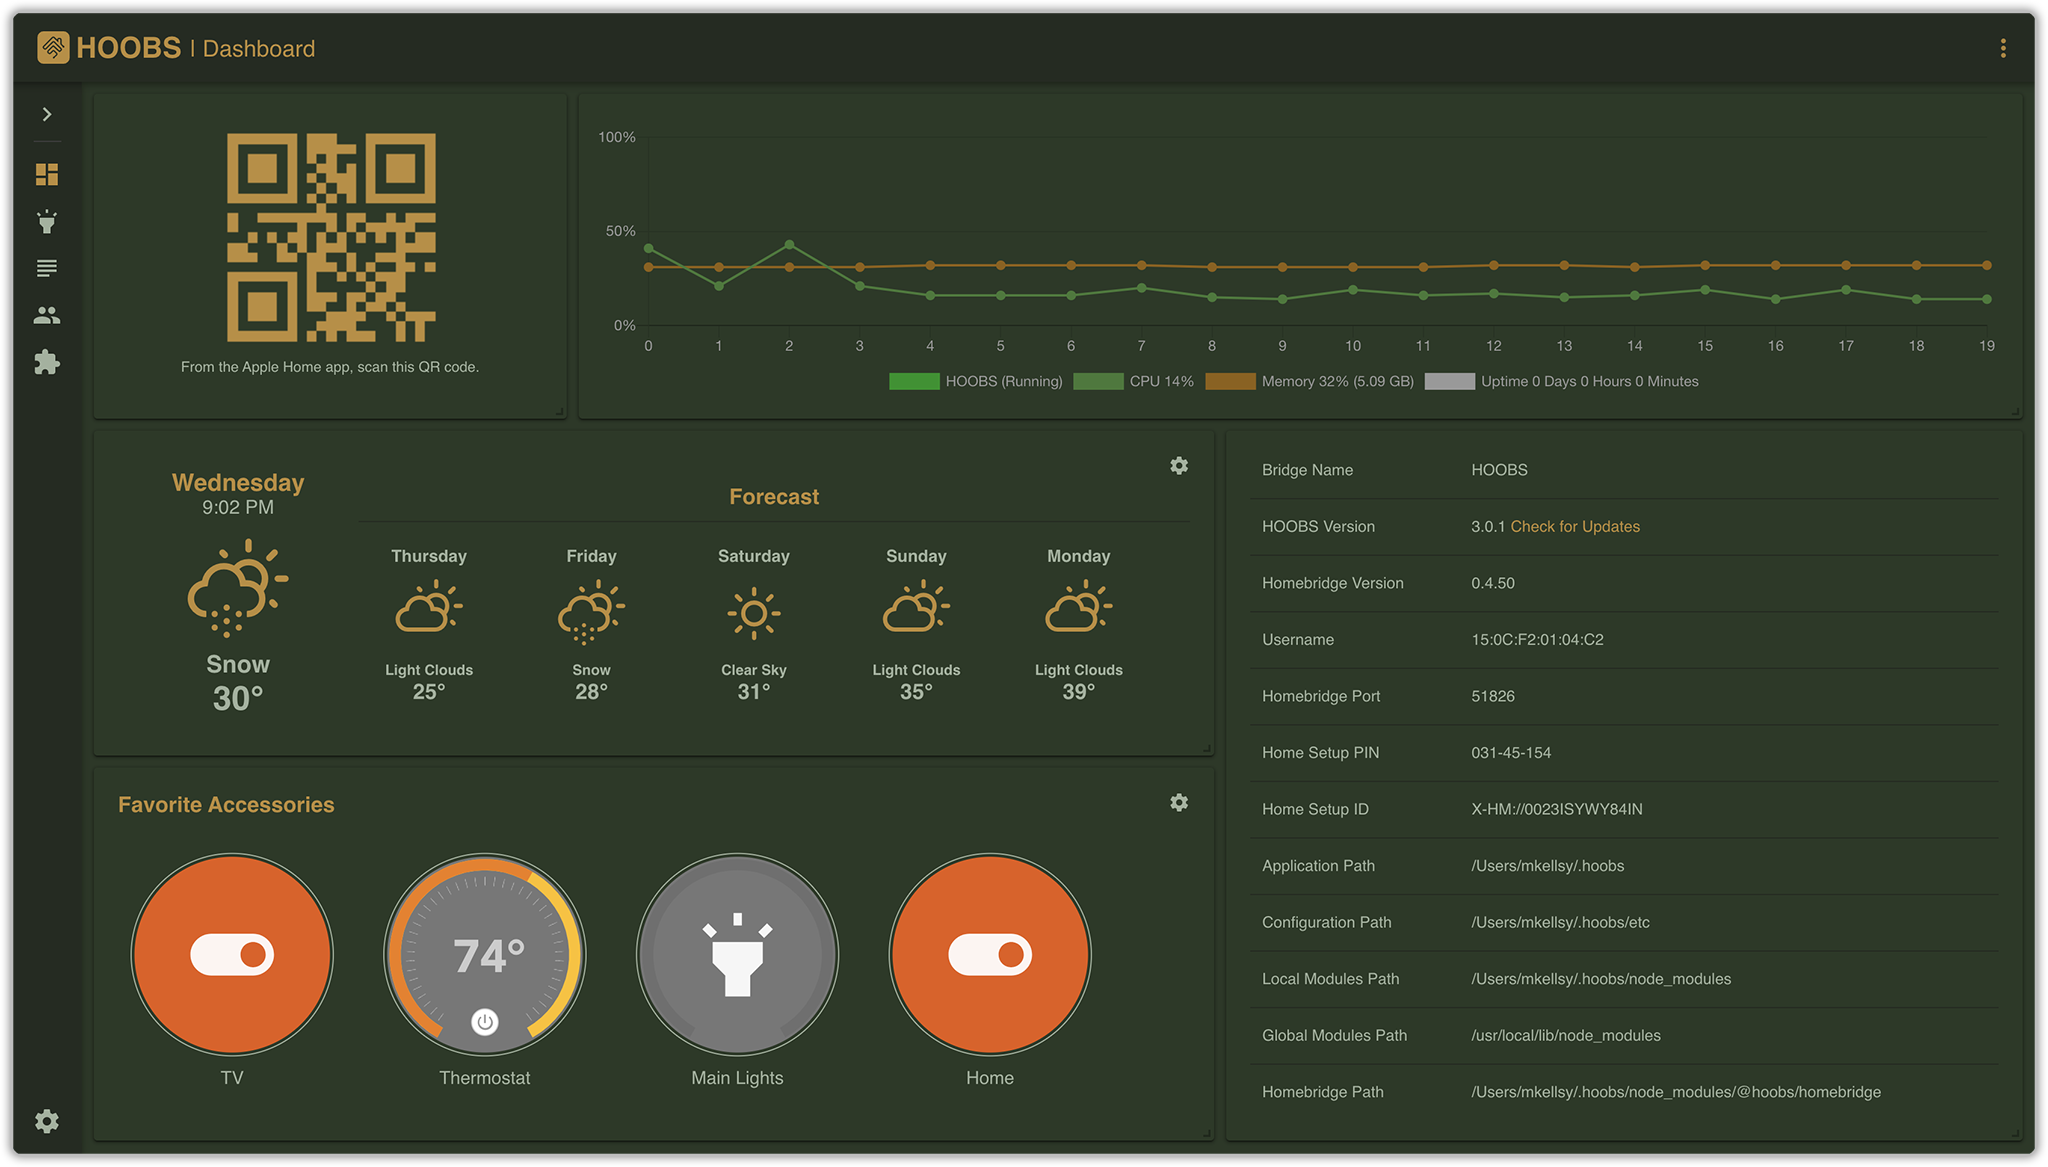 HOOBS | Dashboard
From the Apple Home app, scan this QR code.
100%
50%
0%
0 1 2 3 4 5 6 7 8 9 10 11 12 13 14 15 16 17 18 19
HOOBS (Running) CPU 14% Memory 32% (5.09 GB) Uptime 0 Days 0 Hours 0 Minutes
Wednesday
9:02 PM
Snow
30°
Forecast
Thursday Friday Saturday Sunday Monday
Light Clouds Snow Clear Sky Light Clouds Light Clouds
25° 28° 31° 35° 39°
Favorite Accessories
74°
TV Thermostat Main Lights Home
Bridge Name HOOBS
HOOBS Version 3.0.1 Check for Updates
Homebridge Version 0.4.50
Username 15:0C:F2:01:04:C2
Homebridge Port 51826
Home Setup PIN 031-45-154
Home Setup ID X-HM://0023ISYWY84IN
Application Path /Users/mkellsy/.hoobs
Configuration Path /Users/mkellsy/.hoobs/etc
Local Modules Path /Users/mkellsy/.hoobs/node_modules
Global Modules Path /usr/local/lib/node_modules
Homebridge Path /Users/mkellsy/.hoobs/node_modules/@hoobs/homebridge